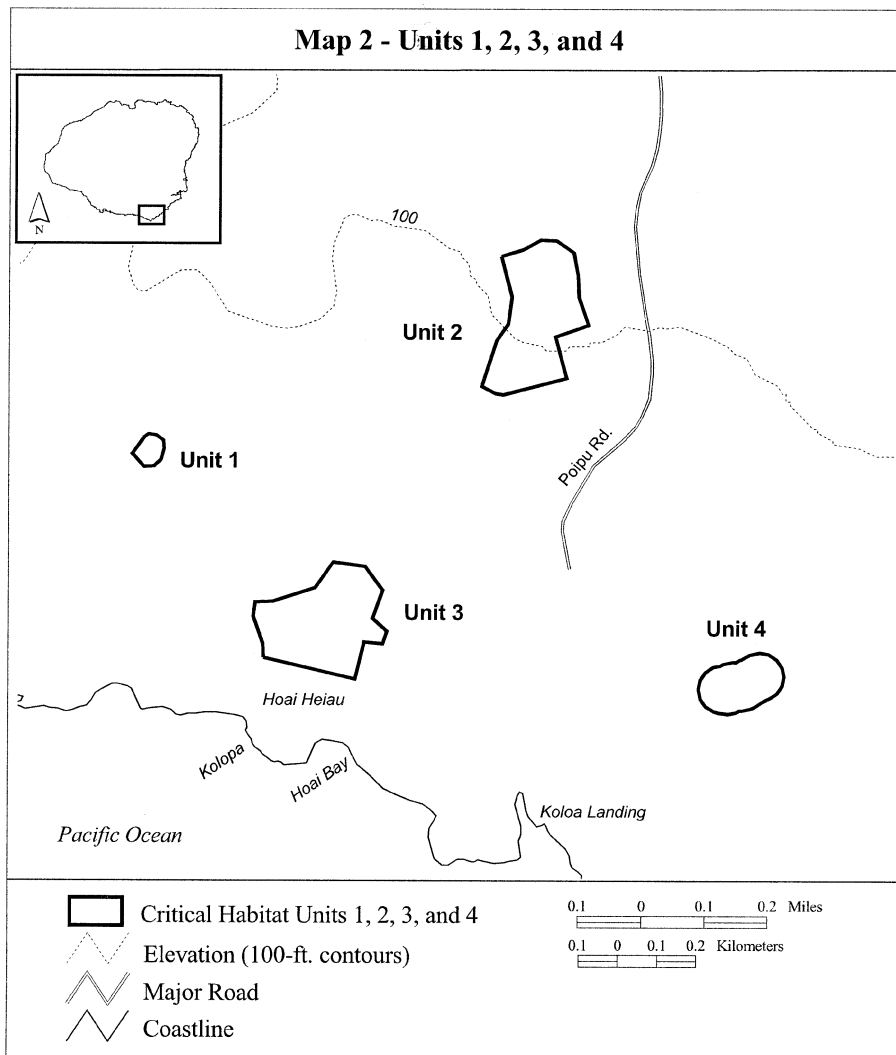 Map 2 - Units 1, 2, 3, and 4
N
100
Unit 2
Poipu Rd.
Unit 1
Unit 3
Unit 4
Hoai Heiau
Kolopa
Hoai Bay
Koloa Landing
Pacific Ocean
Critical Habitat Units 1, 2, 3, and 4
Elevation (100-ft. contours)
Major Road
Coastline
0.1 0 0.1 0.2 Miles
0.1 0 0.1 0.2 Kilometers